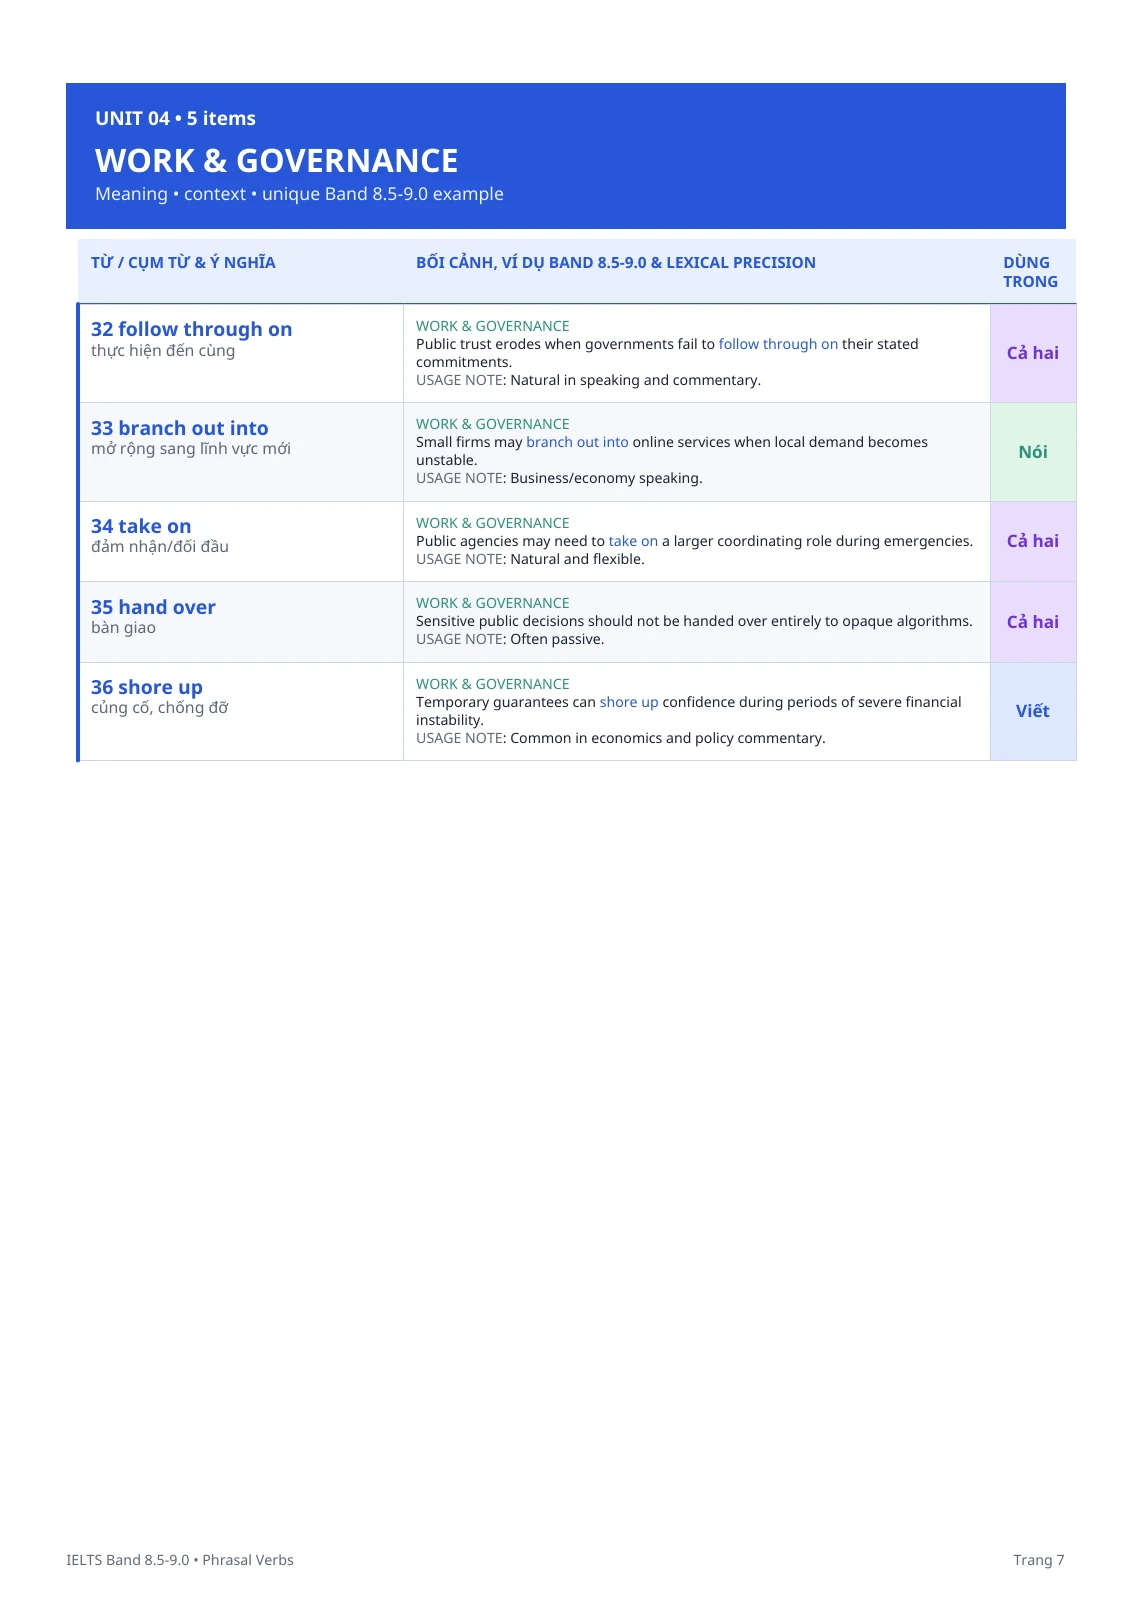 UNIT 04 • 5 items
WORK & GOVERNANCE
Meaning • context • unique Band 8.5-9.0 example
TỪ / CỤM TỪ & Ý NGHĨA
BỐI CẢNH, VÍ DỤ BAND 8.5-9.0 & LEXICAL PRECISION
DÙNG
TRONG
32 follow through on
thực hiện đến cùng
WORK & GOVERNANCE
Public trust erodes when governments fail to follow through on their stated
commitments.
USAGE NOTE: Natural in speaking and commentary.
Cả hai
33 branch out into
mở rộng sang lĩnh vực mới
WORK & GOVERNANCE
Small firms may branch out into online services when local demand becomes
unstable.
USAGE NOTE: Business/economy speaking.
Nói
34 take on
đảm nhận/đối đầu
WORK & GOVERNANCE
Public agencies may need to take on a larger coordinating role during emergencies.
USAGE NOTE: Natural and flexible.
Cả hai
35 hand over
bàn giao
WORK & GOVERNANCE
Sensitive public decisions should not be handed over entirely to opaque algorithms.
USAGE NOTE: Often passive.
Cả hai
36 shore up
củng cố, chống đỡ
WORK & GOVERNANCE
Temporary guarantees can shore up confidence during periods of severe financial
instability.
USAGE NOTE: Common in economics and policy commentary.
Viết
IELTS Band 8.5-9.0 • Phrasal Verbs
Trang 7